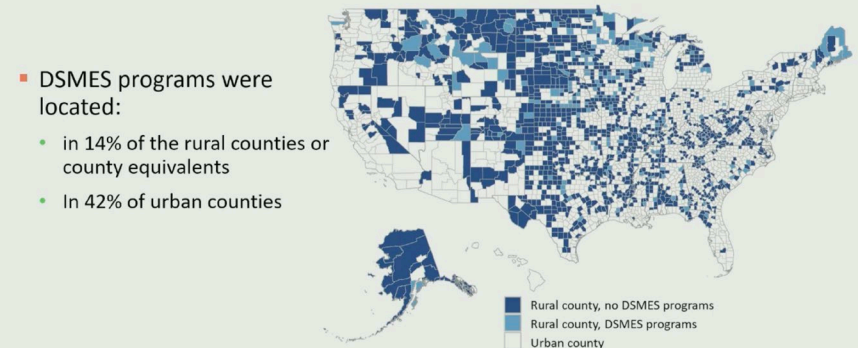 DSMES programs were
located:
in 14% of the rural counties or
county equivalents
In 42% of urban counties
Rural county, no DSMES programs
Rural county, DSMES programs
Urban county